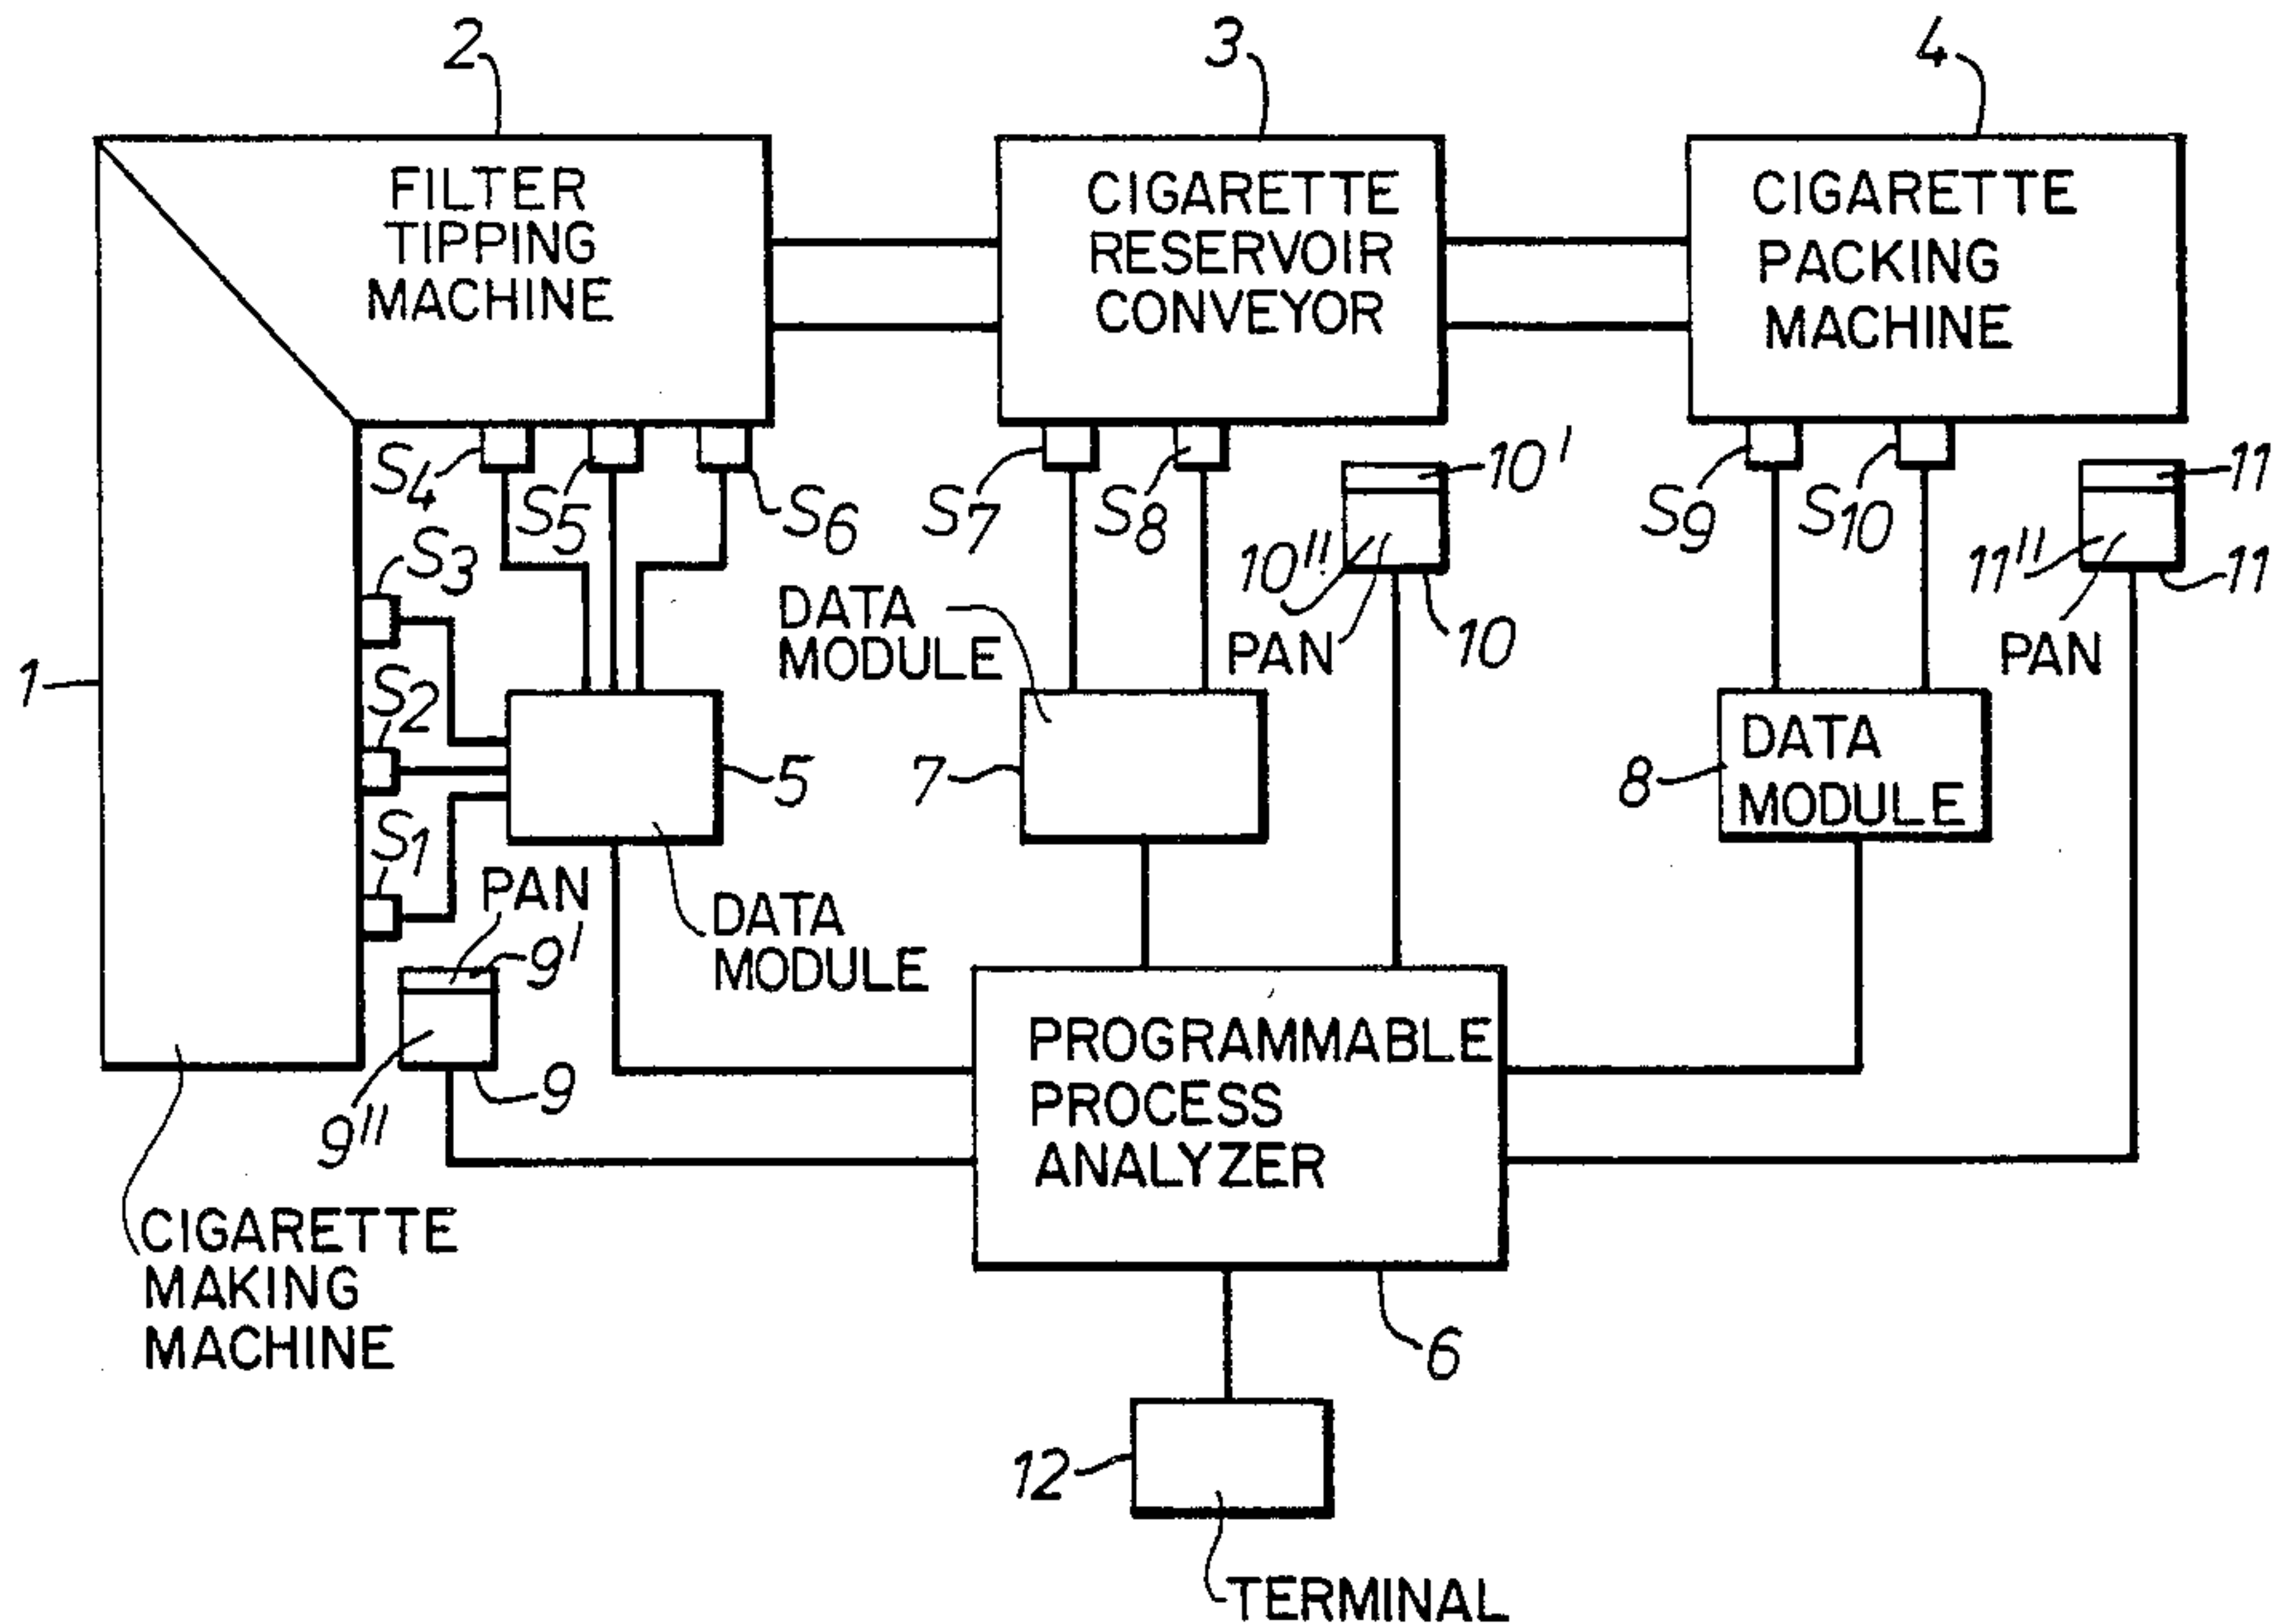 2
3
4
FILTER
TIPPING
MACHINE
CIGARETTE
RESERVOIR
CONVEYOR
CIGARETTE
PACKING
MACHINE
S4
S5
S6
S7
S8
10'
S9
S10
11
S3
10"
11"
11
DATA
MODULE
PAN
10
PAN
1
S2
5
7
8
DATA
MODULE
S1
PAN
9'
DATA
MODULE
9
9"
PROGRAMMABLE
PROCESS
ANALYZER
CIGARETTE
MAKING
MACHINE
6
12
TERMINAL